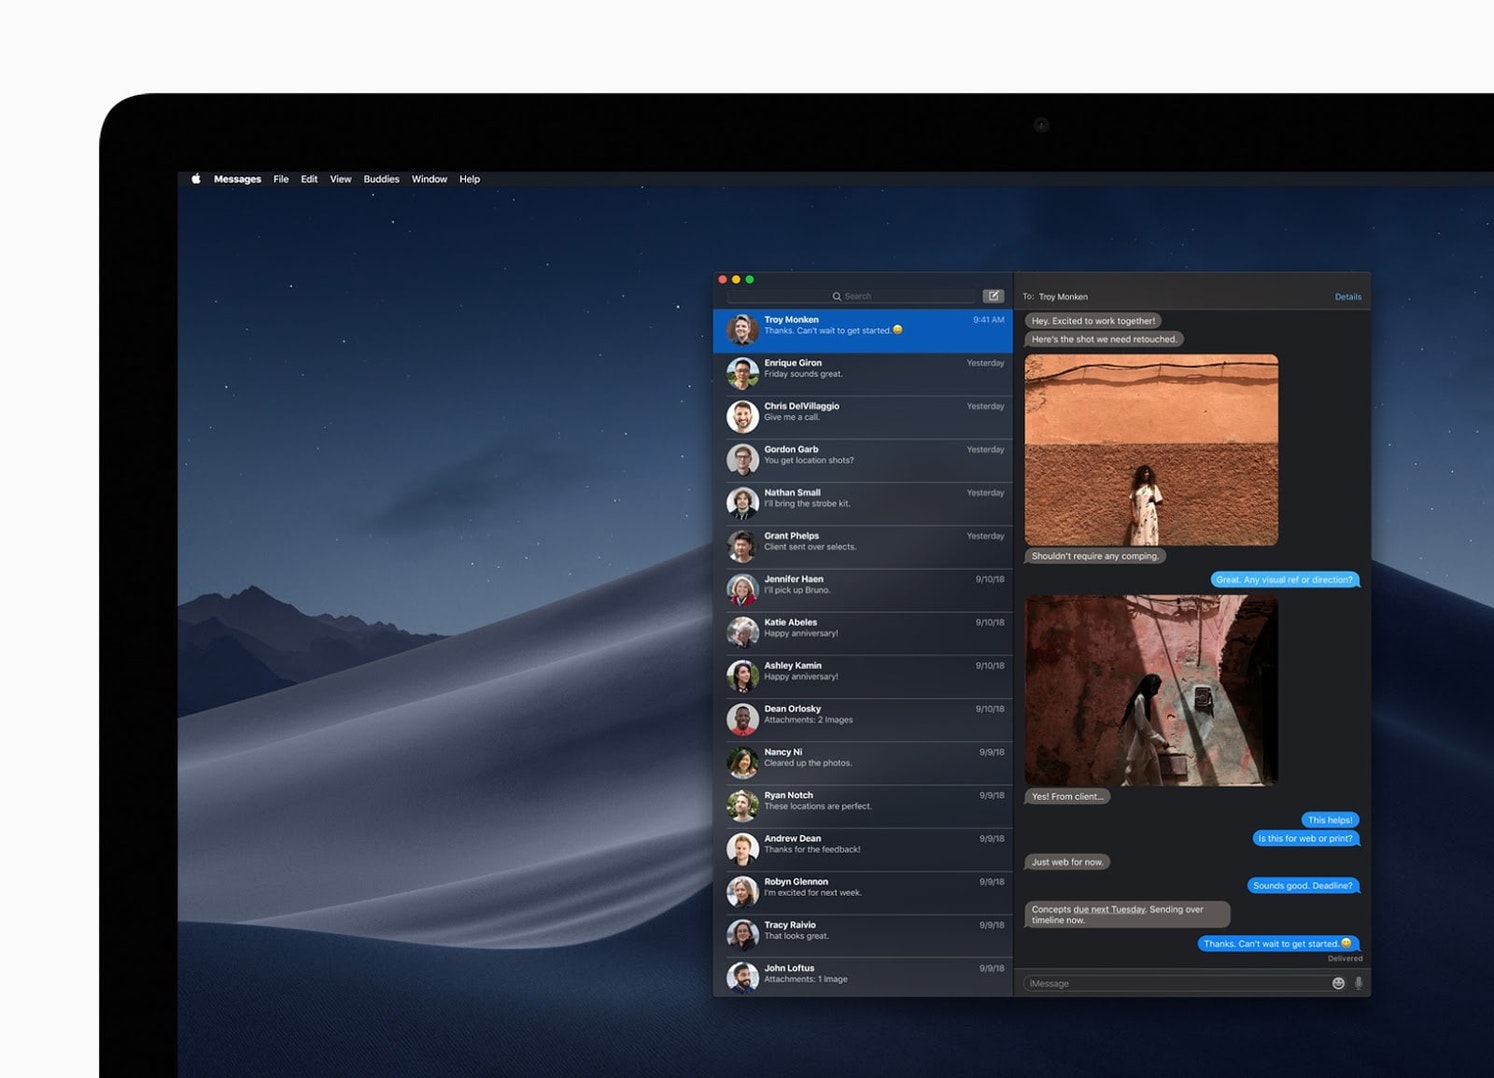 Messages File Edit View Buddies Window Help
Search
Troy Monken 9:41 AM
Thanks. Can't wait to get started.😀
Enrique Giron Yesterday
Friday sounds great.
Chris DelVillaggio Yesterday
Give me a call.
Gordon Garb Yesterday
You get location shots?
Nathan Small Yesterday
I'll bring the strobe kit.
Grant Phelps Yesterday
Client sent over selects.
Jennifer Haen 9/10/18
I'll pick up Bruno.
Katie Abeles 9/10/18
Happy anniversary!
Ashley Kamin 9/10/18
Happy anniversary!
Dean Orlosky 9/10/18
Attachments: 2 Images
Nancy Ni 9/9/18
Cleared up the photos.
Ryan Notch 9/9/18
These locations are perfect.
Andrew Dean 9/9/18
Thanks for the feedback!
Robyn Glennon 9/9/18
I'm excited for next week.
Tracy Raivio 9/9/18
That looks great.
John Loftus 9/9/18
Attachments: 1 Image
To: Troy Monken Details
Hey. Excited to work together!
Here's the shot we need retouched.
Shouldn't require any comping.
Great. Any visual ref or direction?
Yes! From client...
This helps!
Is this for web or print?
Just web for now.
Sounds good. Deadline?
Concepts due next Tuesday. Sending over
timeline now.
Thanks. Can't wait to get started.😀
Delivered
iMessage